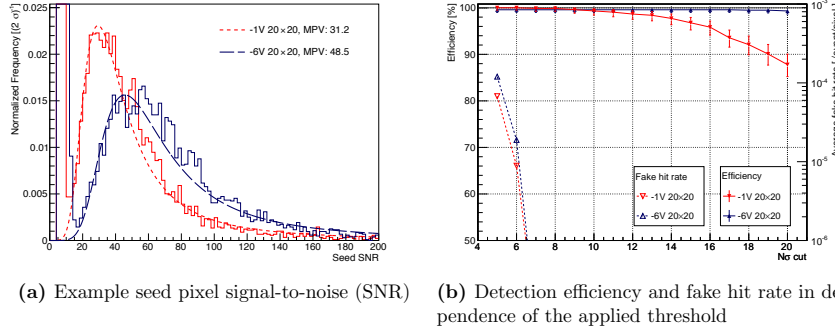 Normalized Frequency [(ζ σ)⁻¹]
0.025
0.02
0.015
0.01
0.005
0
-1V 20×20, MPV: 31.2
-6V 20×20, MPV: 48.5
0 20 40 60 80 100 120 140 160 180 200
Seed SNR
(a) Example seed pixel signal-to-noise (SNR)
Efficiency [%]
100
90
80
70
60
50
Fake hit rate
-1V 20×20
-6V 20×20
Efficiency
-1V 20×20
-6V 20×20
10⁻³
10⁻⁴
10⁻⁵
10⁻⁶
4 6 8 10 12 14 16 18 20
Nσ cut
(b) Detection efficiency and fake hit rate in de-
pendence of the applied threshold